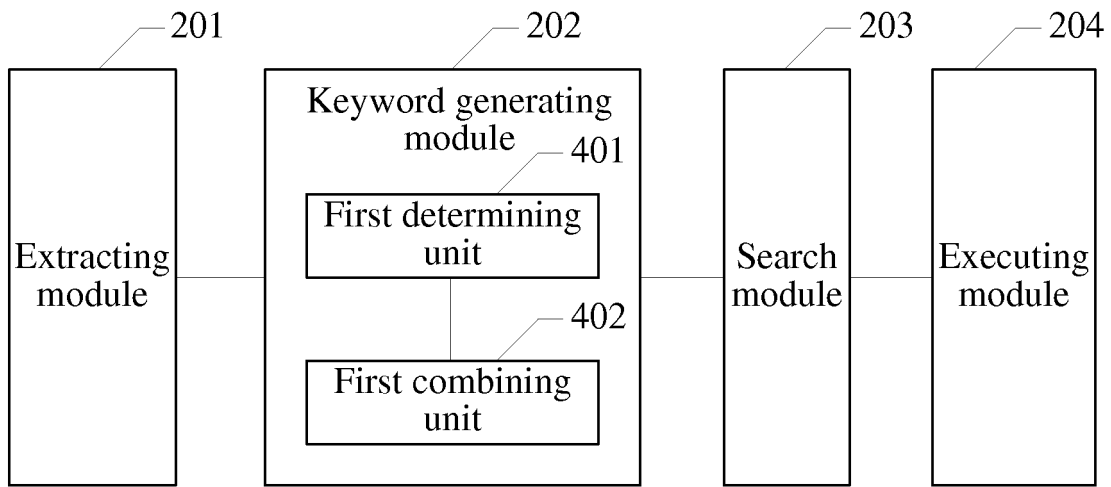 201
202
203
204
Keyword generating
module
401
First determining
unit
Extracting
module
Search
module
Executing
module
402
First combining
unit